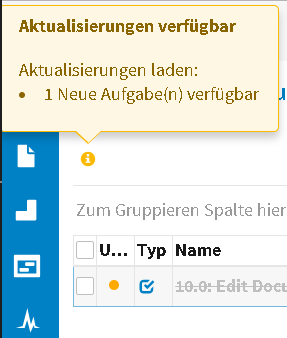 Aktualisierungen verfügbar
Aktualisierungen laden:
• 1 Neue Aufgabe(n) verfügbar
Zum Gruppieren Spalte hier
U... Typ Name
10.0: Edit Docu